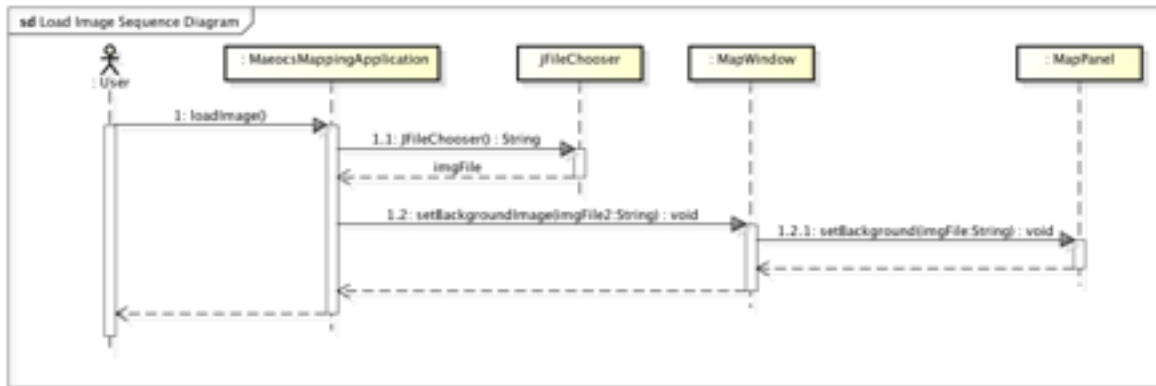 sd Load Image Sequence Diagram
: User
: MaeocsMappingApplication
jFileChooser
: MapWindow
: MapPanel
1: loadImage()
1.1: JFileChooser() : String
imgFile
1.2: setBackgroundImage(imgFile2:String) : void
1.2.1: setBackground(imgFile:String) : void